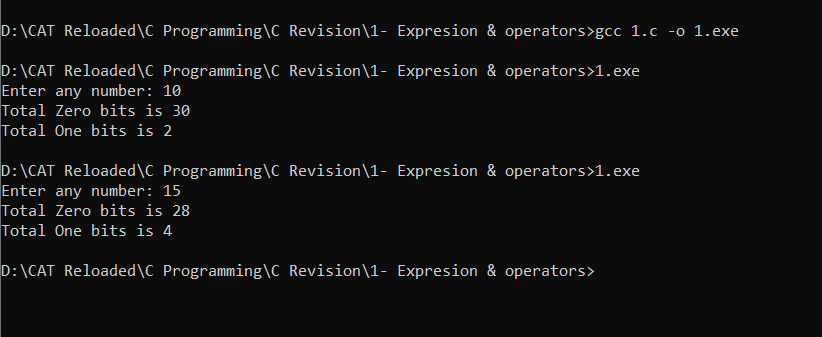 D:\CAT Reloaded\C Programming\C Revision\1- Expresion & operators>gcc 1.c -o 1.exe
D:\CAT Reloaded\C Programming\C Revision\1- Expresion & operators>1.exe
Enter any number: 10
Total Zero bits is 30
Total One bits is 2
D:\CAT Reloaded\C Programming\C Revision\1- Expresion & operators>1.exe
Enter any number: 15
Total Zero bits is 28
Total One bits is 4
D:\CAT Reloaded\C Programming\C Revision\1- Expresion & operators>